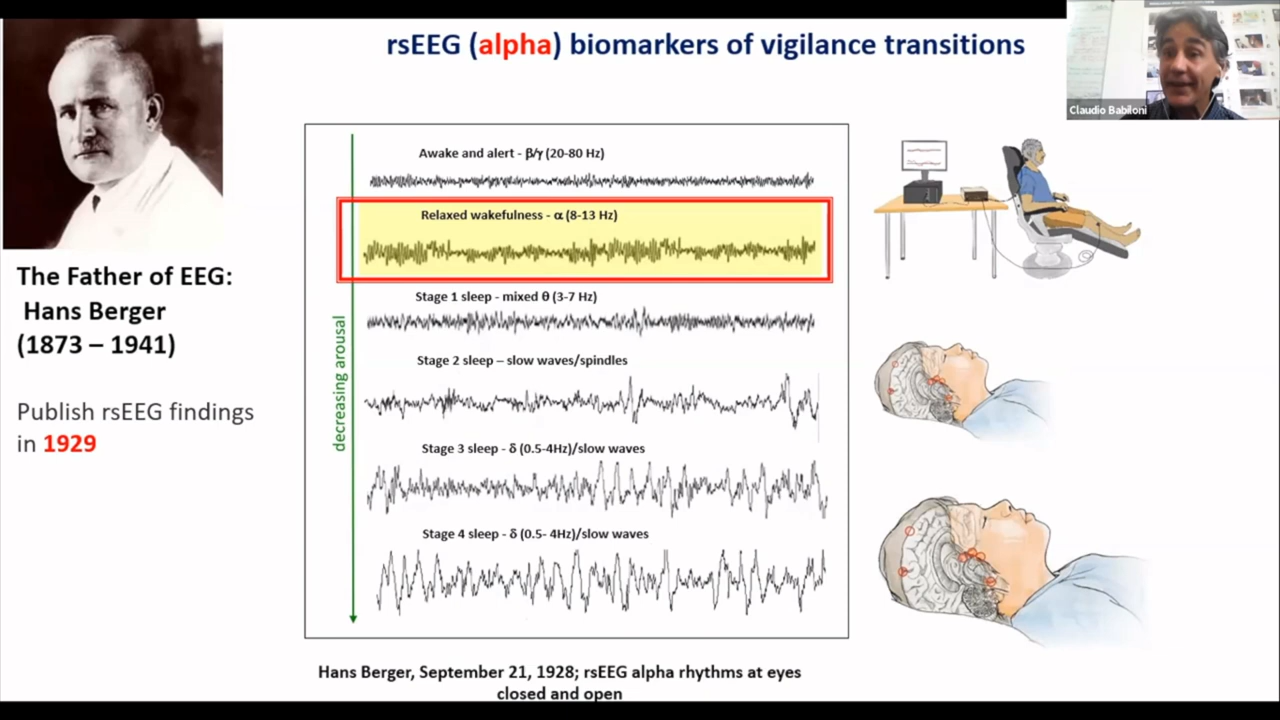 rsEEG (alpha) biomarkers of vigilance transitions
Claudio Babiloni
The Father of EEG:
Hans Berger
(1873 – 1941)
Publish rsEEG findings
in 1929
decreasing arousal
Awake and alert - β/γ (20-80 Hz)
Relaxed wakefulness - α (8-13 Hz)
Stage 1 sleep - mixed θ (3-7 Hz)
Stage 2 sleep – slow waves/spindles
Stage 3 sleep - δ (0.5-4Hz)/slow waves
Stage 4 sleep - δ (0.5- 4Hz)/slow waves
Hans Berger, September 21, 1928; rsEEG alpha rhythms at eyes
closed and open